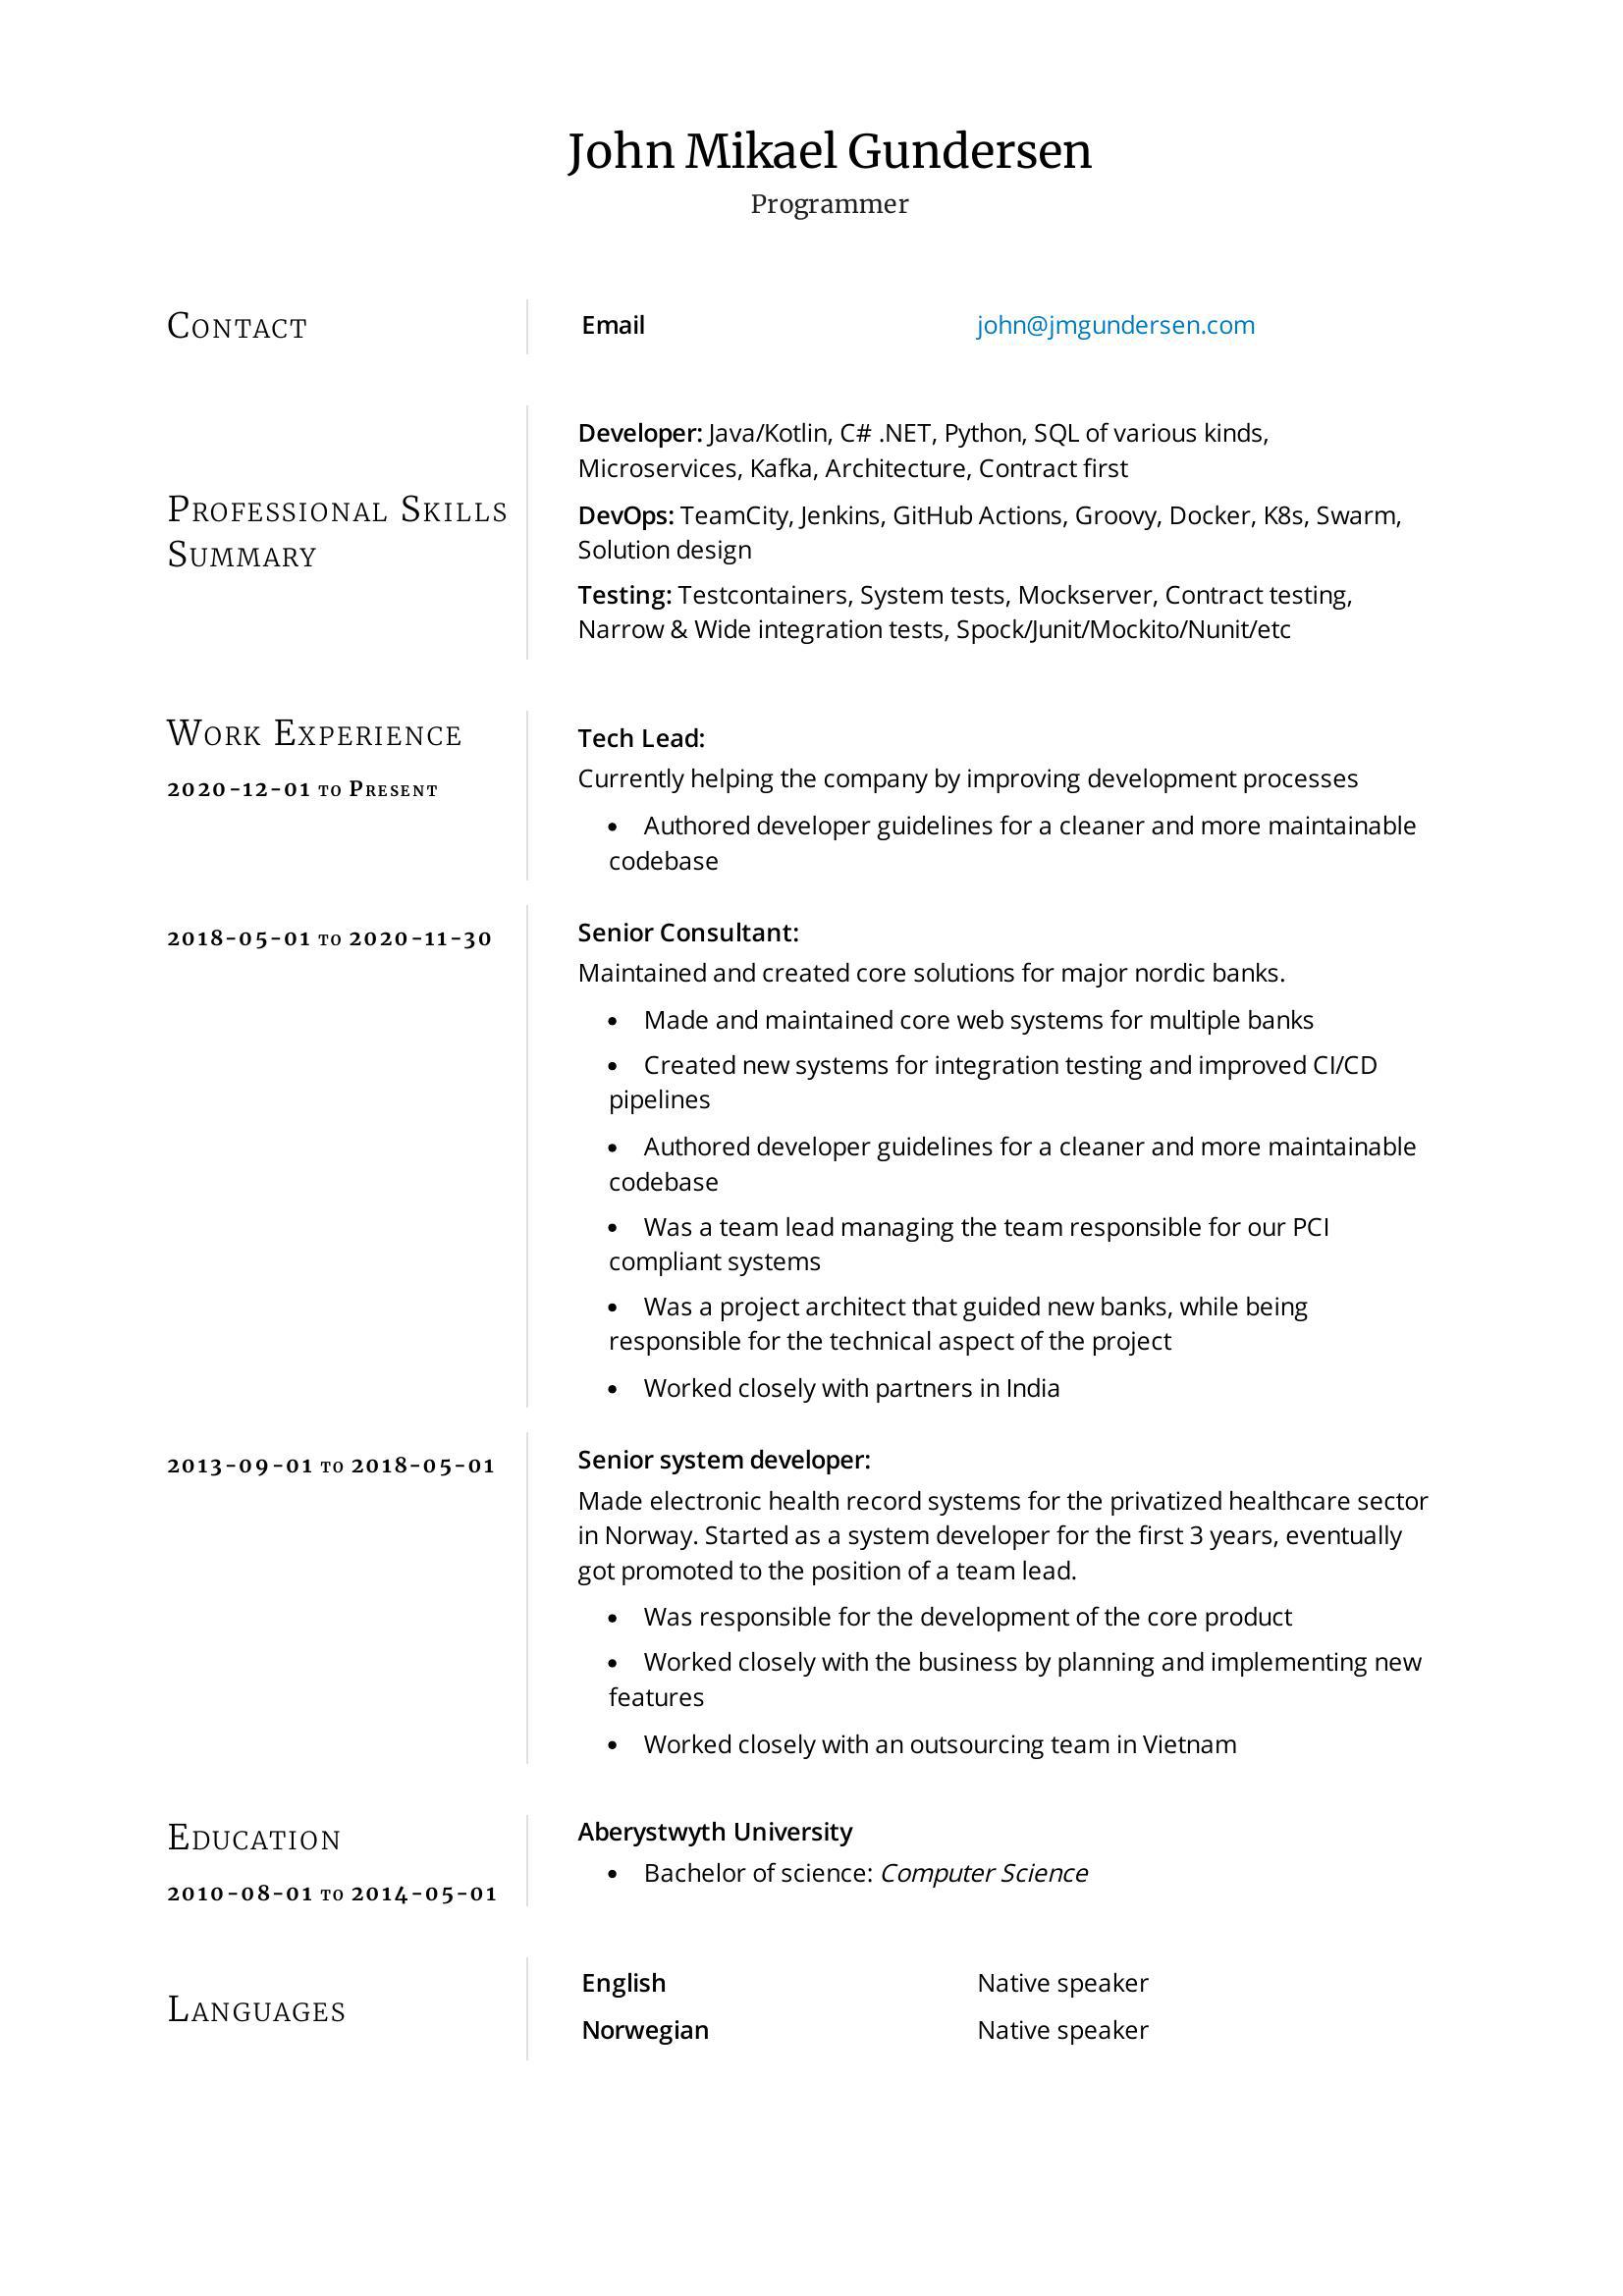 John Mikael Gundersen
Programmer
Contact
Email john@jmgundersen.com
Professional Skills
Summary
Developer: Java/Kotlin, C# .NET, Python, SQL of various kinds,
Microservices, Kafka, Architecture, Contract first
DevOps: TeamCity, Jenkins, GitHub Actions, Groovy, Docker, K8s, Swarm,
Solution design
Testing: Testcontainers, System tests, Mockserver, Contract testing,
Narrow & Wide integration tests, Spock/Junit/Mockito/Nunit/etc
Work Experience
2020-12-01 to Present
Tech Lead:
Currently helping the company by improving development processes
• Authored developer guidelines for a cleaner and more maintainable
codebase
2018-05-01 to 2020-11-30
Senior Consultant:
Maintained and created core solutions for major nordic banks.
• Made and maintained core web systems for multiple banks
• Created new systems for integration testing and improved CI/CD
pipelines
• Authored developer guidelines for a cleaner and more maintainable
codebase
• Was a team lead managing the team responsible for our PCI
compliant systems
• Was a project architect that guided new banks, while being
responsible for the technical aspect of the project
• Worked closely with partners in India
2013-09-01 to 2018-05-01
Senior system developer:
Made electronic health record systems for the privatized healthcare sector
in Norway. Started as a system developer for the first 3 years, eventually
got promoted to the position of a team lead.
• Was responsible for the development of the core product
• Worked closely with the business by planning and implementing new
features
• Worked closely with an outsourcing team in Vietnam
Education
2010-08-01 to 2014-05-01
Aberystwyth University
• Bachelor of science: Computer Science
Languages
English Native speaker
Norwegian Native speaker